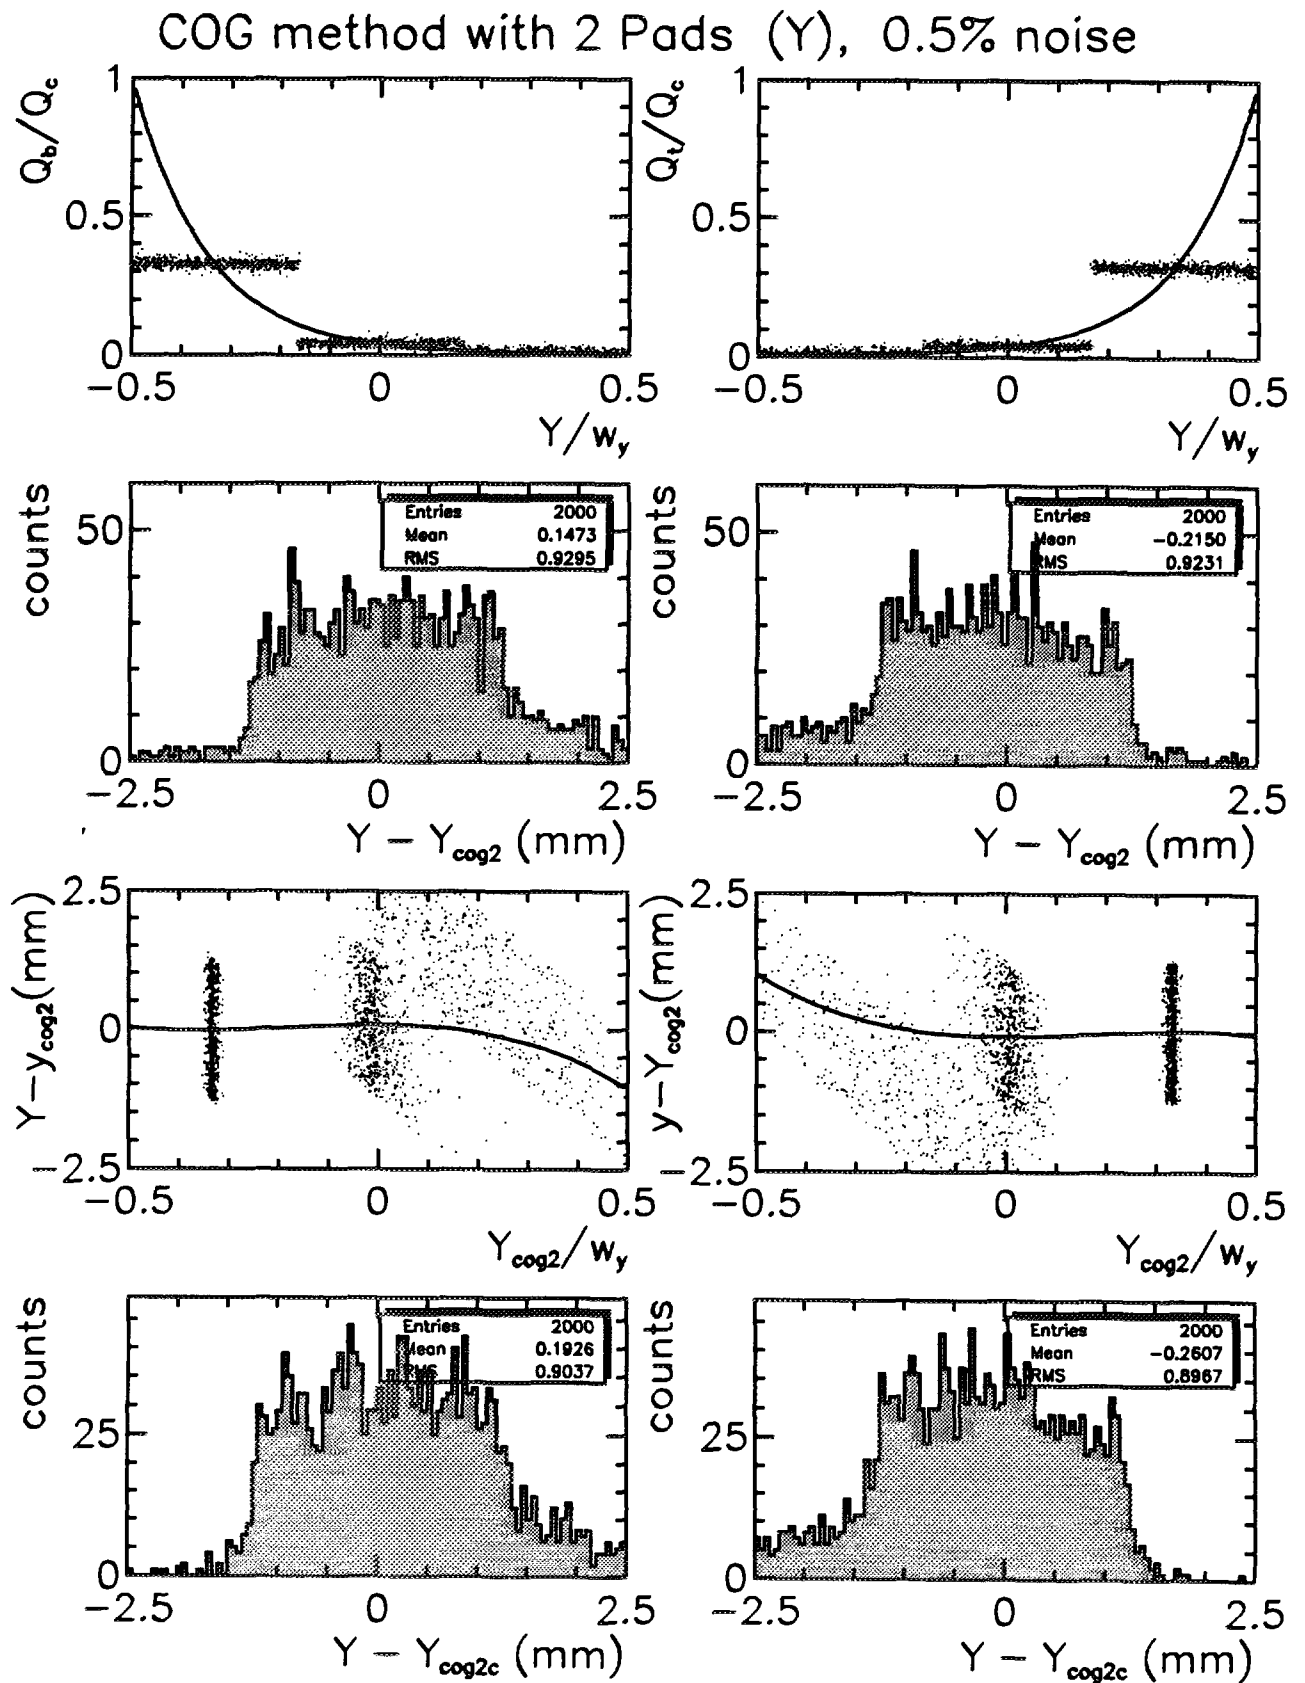 COG method with 2 Pads (Y), 0.5% noise
Q_b/Q_c
1
0.5
0
-0.5 0 0.5
Y/w_y
Q_t/Q_c
1
0.5
0
-0.5 0 0.5
Y/w_y
counts
50
0
Entries 2000
Mean 0.1473
RMS 0.9295
-2.5 0 2.5
Y - Y_cog2 (mm)
counts
50
0
Entries 2000
Mean -0.2150
RMS 0.9231
-2.5 0 2.5
Y - Y_cog2 (mm)
Y-y_cog2(mm)
2.5
0
-2.5
-0.5 0 0.5
Y_cog2/w_y
y-Y_cog2(mm)
2.5
0
-2.5
-0.5 0 0.5
Y_cog2/w_y
counts
25
0
Entries 2000
Mean 0.1926
RMS 0.9037
-2.5 0 2.5
Y - Y_cog2c (mm)
counts
25
0
Entries 2000
Mean -0.2607
RMS 0.8967
-2.5 0 2.5
Y - Y_cog2c (mm)